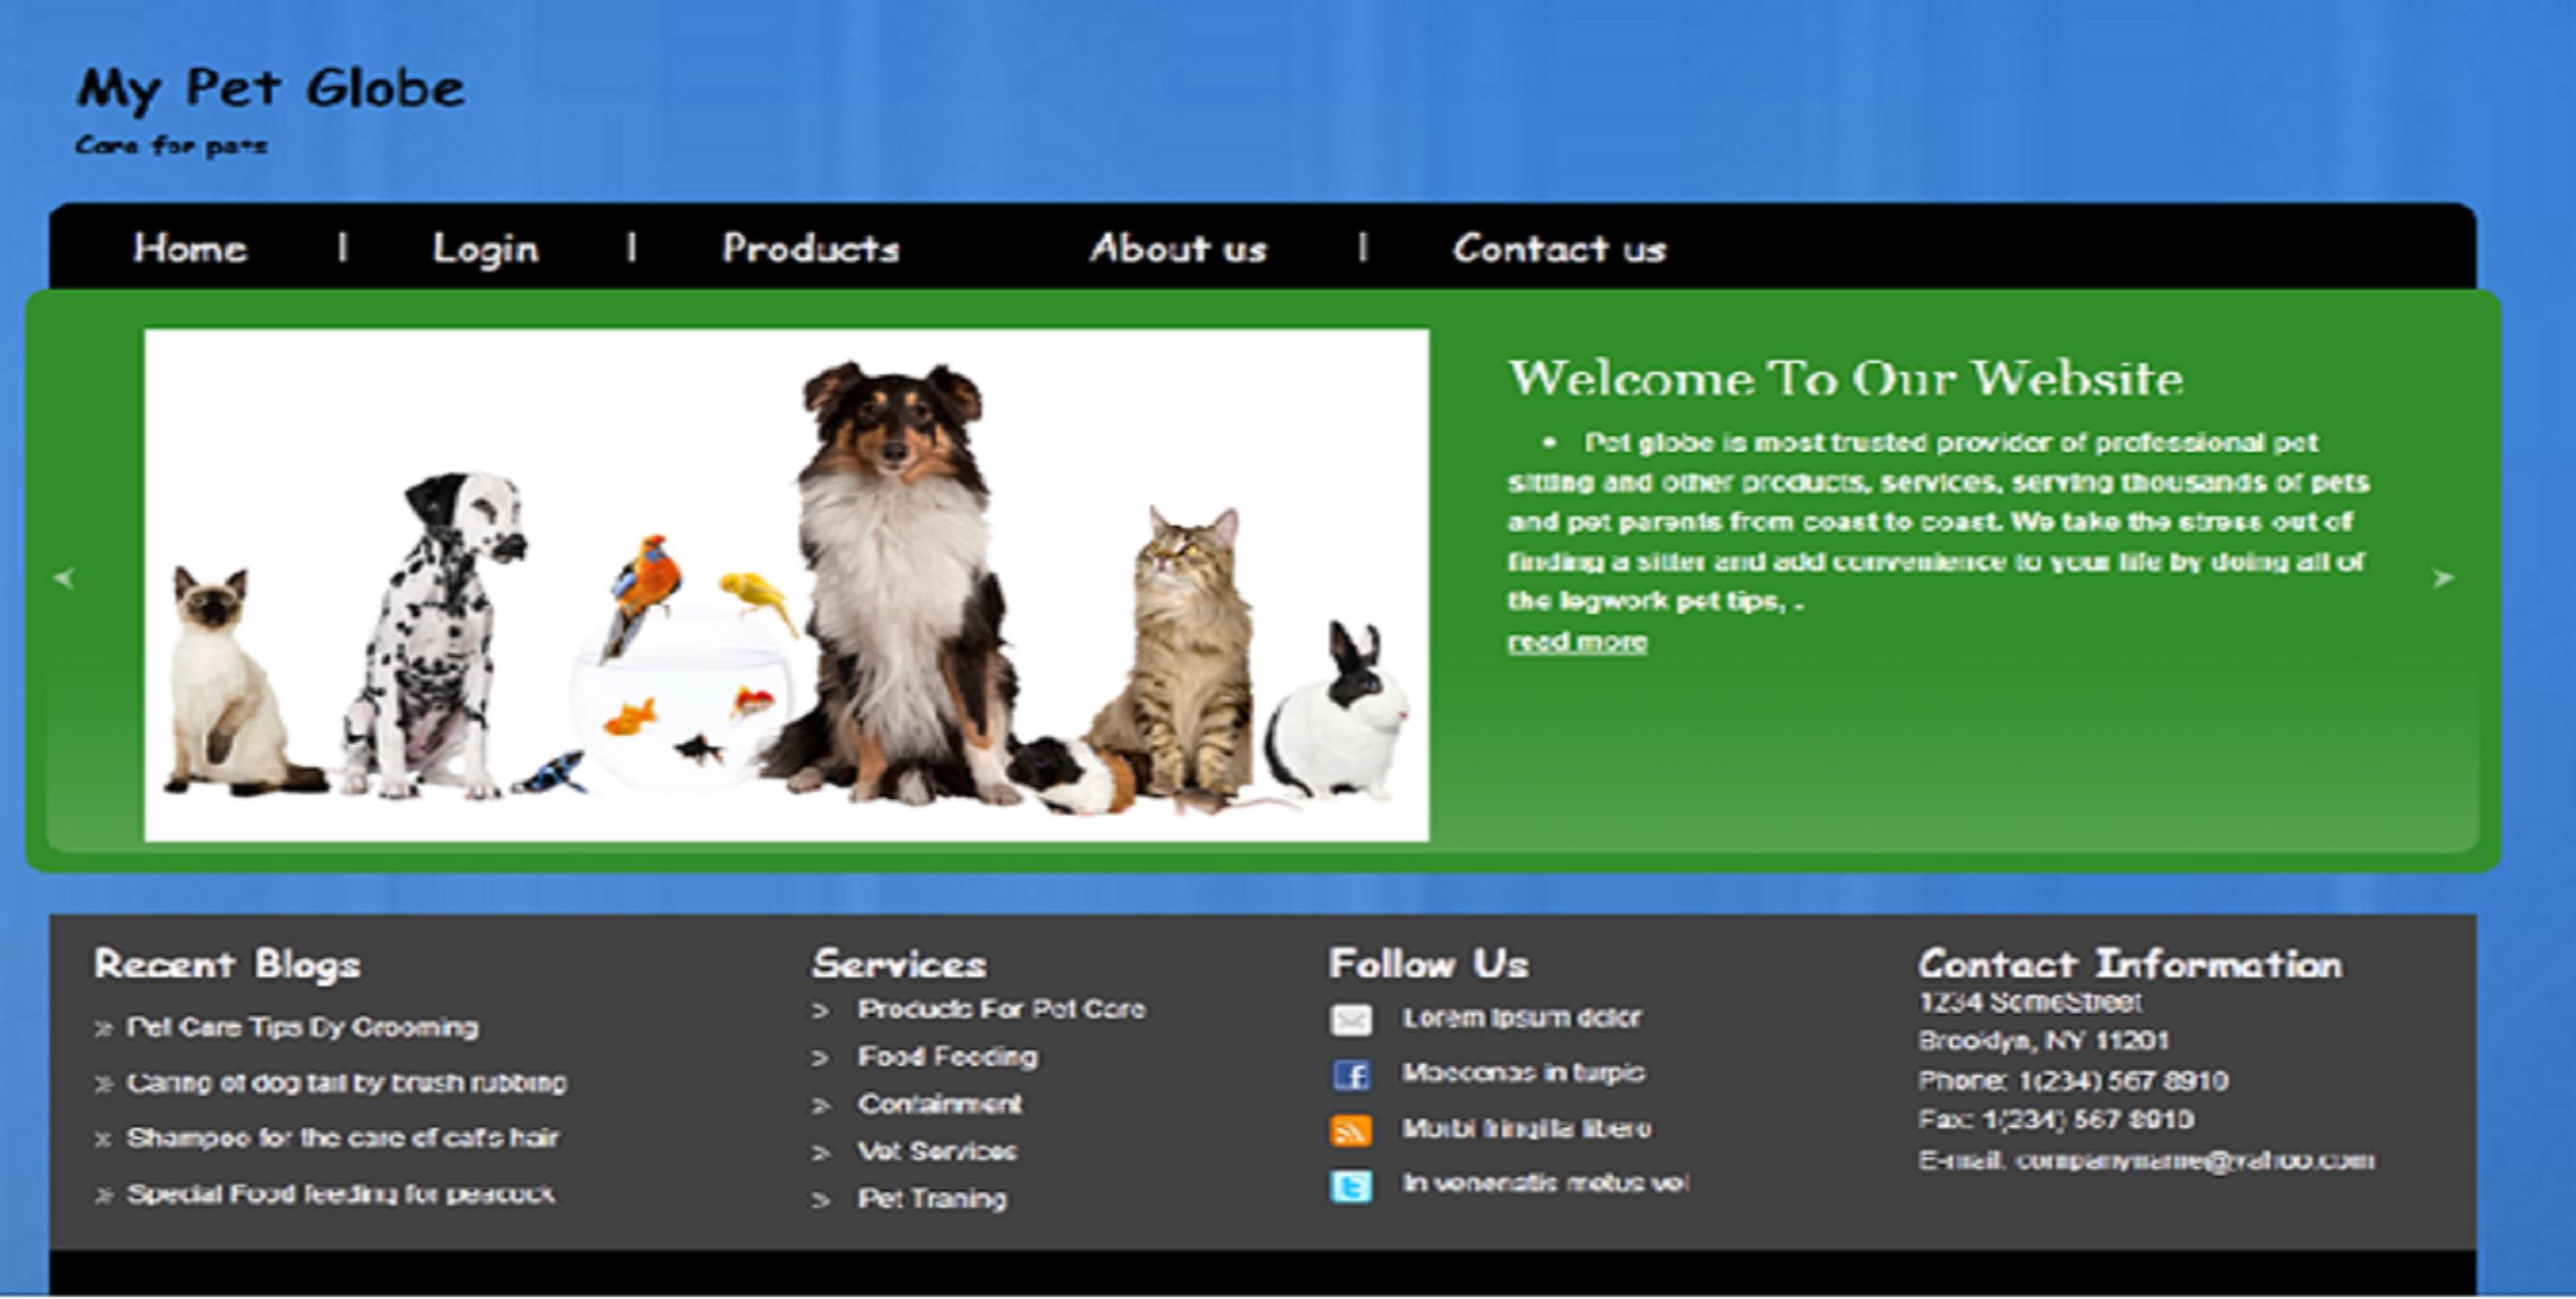 My Pet Globe
Care for pets
Home | Login | Products About us | Contact us
Welcome To Our Website
• Pet globe is most trusted provider of professional pet
sitting and other products, services, serving thousands of pets
and pet parents from coast to coast. We take the stress out of
finding a sitter and add convenience to your life by doing all of
the legwork pet tips, .
read more
Recent Blogs
» Pet Care Tips By Grooming
» Caring of dog tail by brush rubbing
» Shampoo for the care of cat's hair
» Special Food feeding for peacock
Services
> Products For Pet Care
> Food Feeding
> Containment
> Vet Services
> Pet Traning
Follow Us
Lorem ipsum dolor
Maecenas in turpis
Morbi fringilla libero
In venenatis metus vel
Contact Information
1234 SomeStreet
Brooklyn, NY 11201
Phone: 1(234) 567 8910
Fax: 1(234) 567 8910
E-mail: companyname@yahoo.com